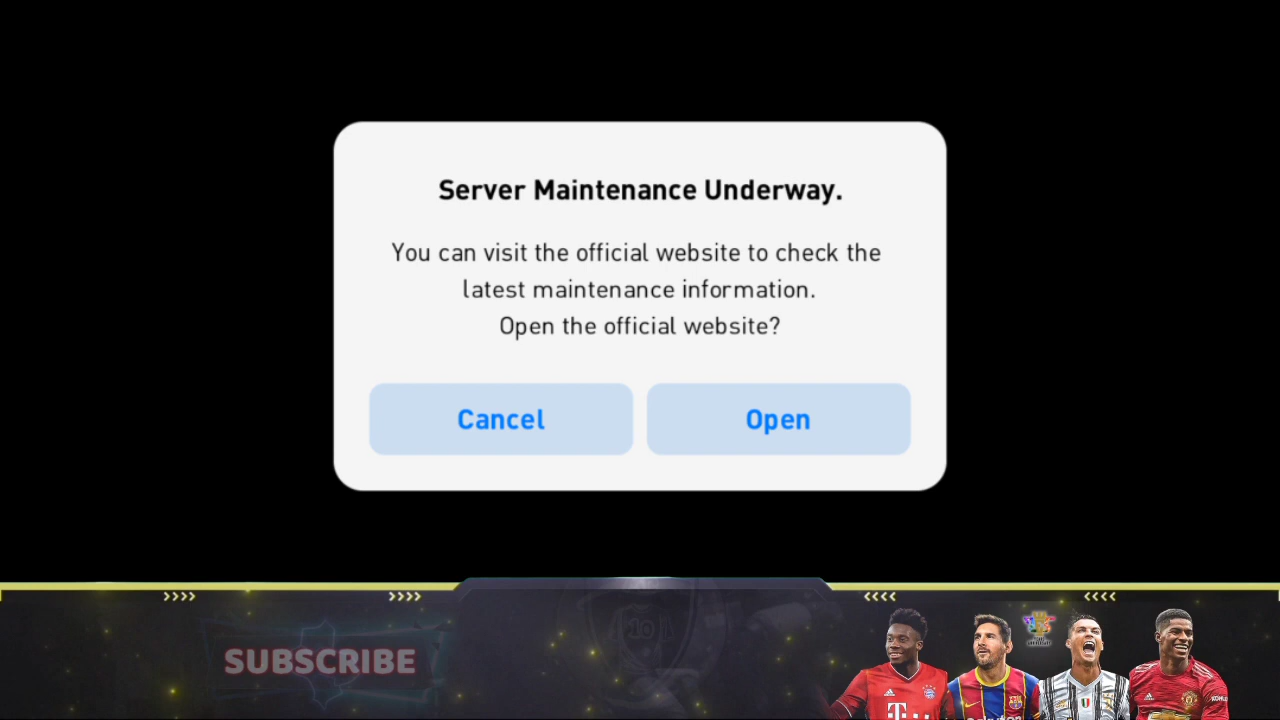 Server Maintenance Underway.
You can visit the official website to check the
latest maintenance information.
Open the official website?
Cancel
Open
SUBSCRIBE